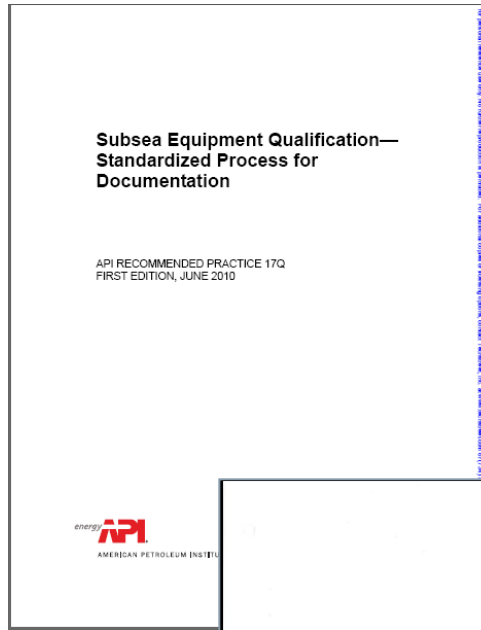 Subsea Equipment Qualification—
Standardized Process for
Documentation
API RECOMMENDED PRACTICE 17Q
FIRST EDITION, JUNE 2010
energy API
AMERICAN PETROLEUM INSTITU